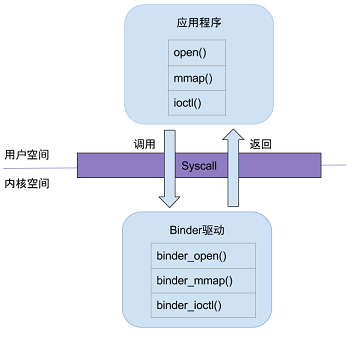 应用程序
open()
mmap()
ioctl()
调用
返回
用户空间
Syscall
内核空间
Binder驱动
binder_open()
binder_mmap()
binder_ioctl()